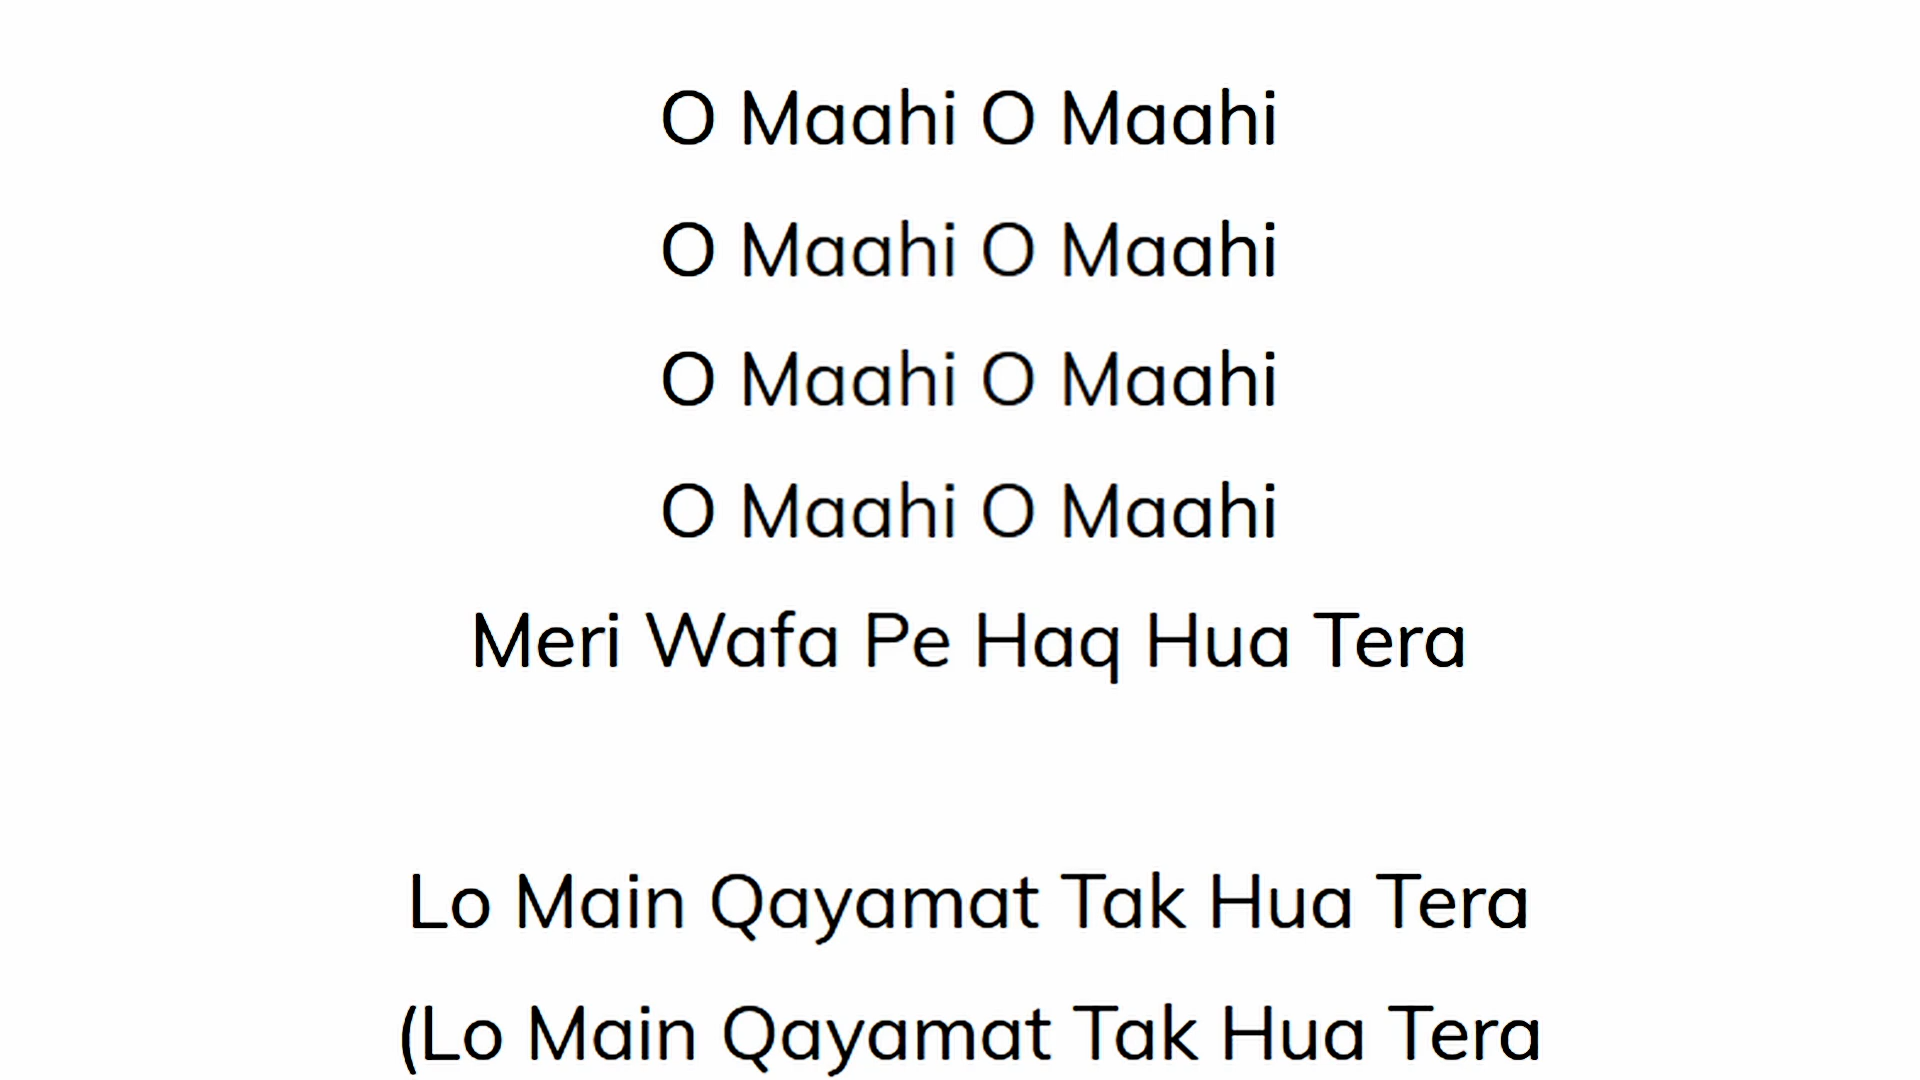 O Maahi O Maahi
O Maahi O Maahi
O Maahi O Maahi
O Maahi O Maahi
Meri Wafa Pe Haq Hua Tera
Lo Main Qayamat Tak Hua Tera
(Lo Main Qayamat Tak Hua Tera